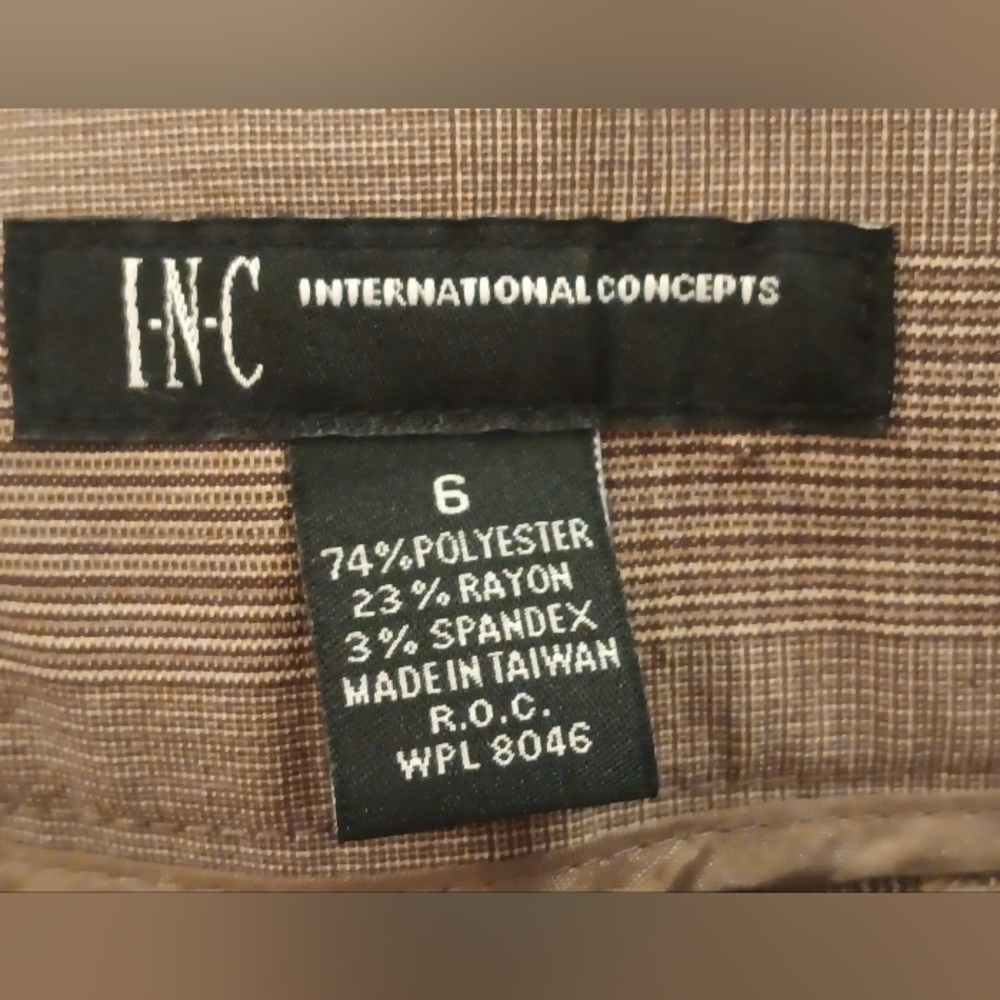 I·N·C INTERNATIONAL CONCEPTS
6
74% POLYESTER
23% RAYON
3% SPANDEX
MADE IN TAIWAN
R.O.C.
WPL 8046